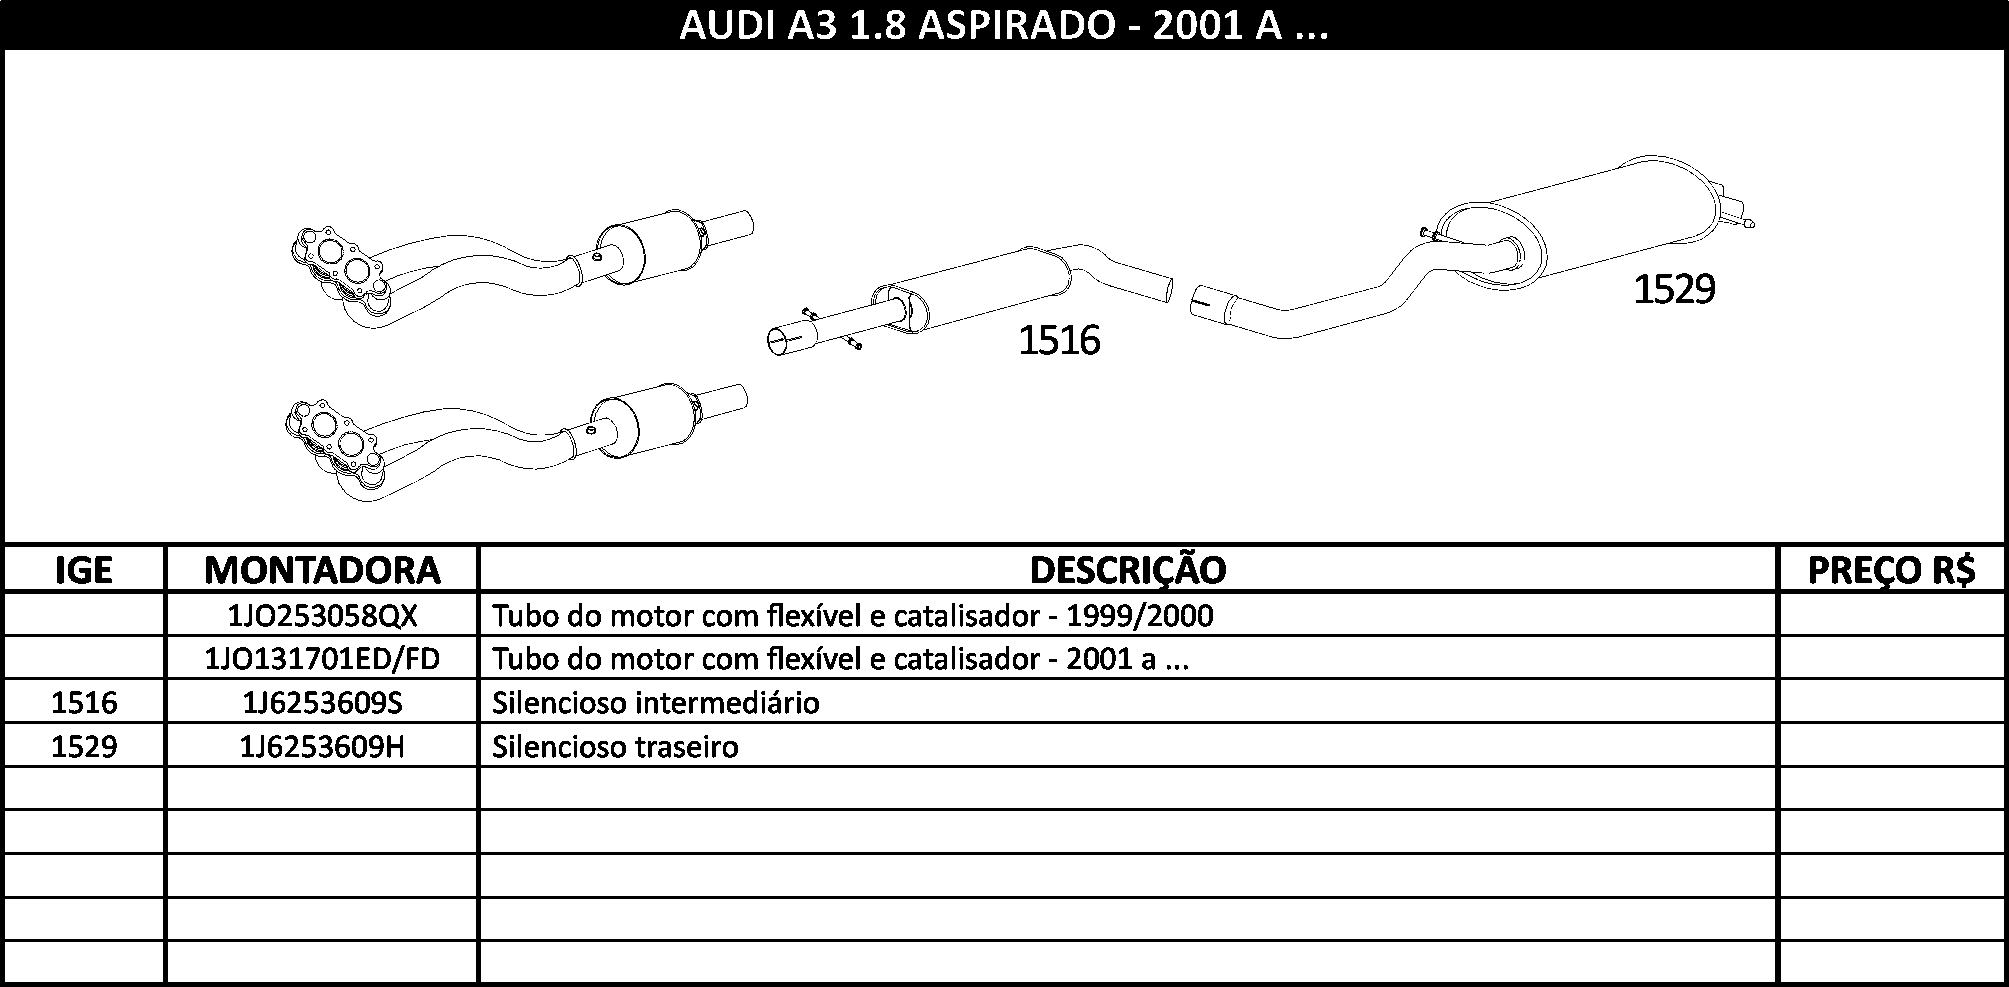 AUDI A3 1.8 ASPIRADO - 2001 A ...
1529
1516
IGE MONTADORA DESCRIÇÃO PREÇO R$
1JO253058QX Tubo do motor com flexível e catalisador - 1999/2000
1JO131701ED/FD Tubo do motor com flexível e catalisador - 2001 a ...
1516 1J6253609S Silencioso intermediário
1529 1J6253609H Silencioso traseiro